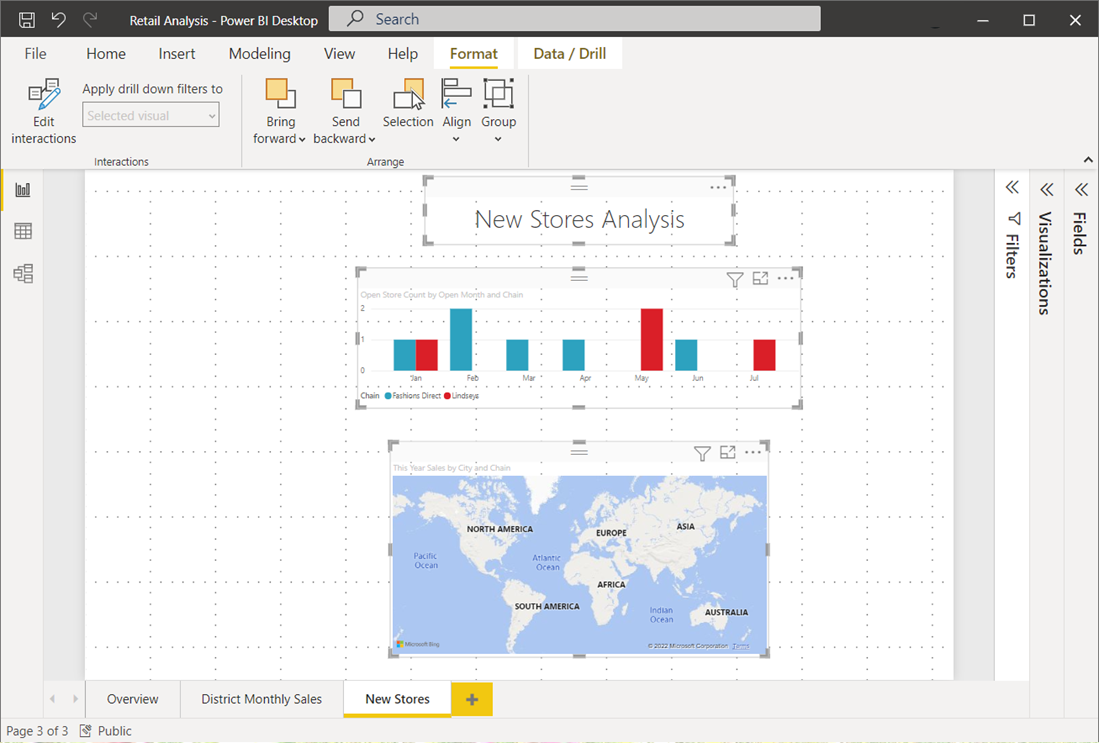 Retail Analysis - Power BI Desktop
Search
File Home Insert Modeling View Help Format Data / Drill
Edit interactions
Apply drill down filters to
Selected visual
Bring forward
Send backward
Selection
Align
Group
Interactions
Arrange
New Stores Analysis
Open Store Count by Open Month and Chain
2
1
0
Jan Feb Mar Apr May Jun Jul
Chain Fashions Direct Lindseys
This Year Sales by City and Chain
NORTH AMERICA
EUROPE
ASIA
Pacific Ocean
Atlantic Ocean
AFRICA
SOUTH AMERICA
Indian Ocean
AUSTRALIA
Microsoft Bing
© 2022 Microsoft Corporation Terms
Filters
Visualizations
Fields
Overview District Monthly Sales New Stores
Page 3 of 3 Public